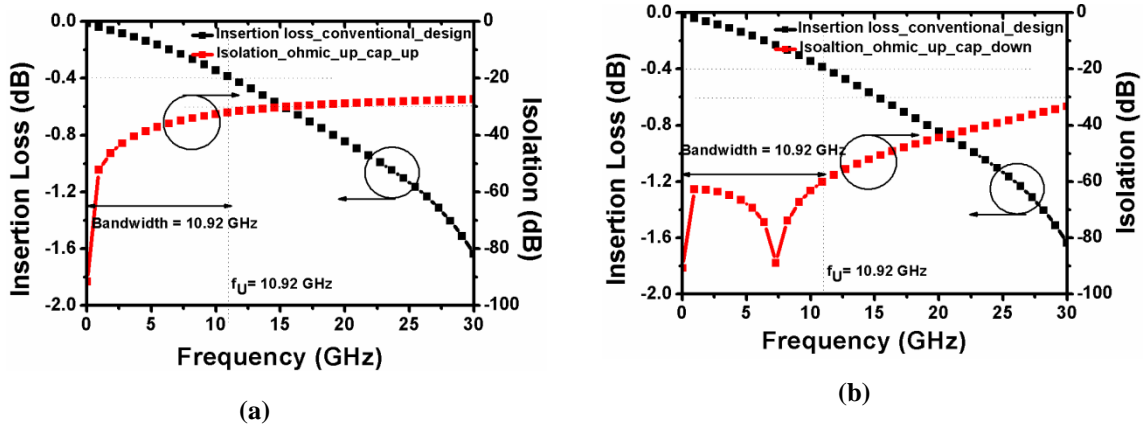 Insertion loss_conventional_design
Isolation_ohmic_up_cap_up
Insertion Loss (dB)
0.0
-0.4
-0.8
-1.2
-1.6
-2.0
Isolation (dB)
0
-20
-40
-60
-80
-100
Bandwidth = 10.92 GHz
fU= 10.92 GHz
0 5 10 15 20 25 30
Frequency (GHz)
(a)
Insertion loss_conventional_design
Isoaltion_ohmic_up_cap_down
Insertion Loss (dB)
0.0
-0.4
-0.8
-1.2
-1.6
-2.0
Isolation (dB)
0
-20
-40
-60
-80
-100
Bandwidth = 10.92 GHz
fU= 10.92 GHz
0 5 10 15 20 25 30
Frequency (GHz)
(b)